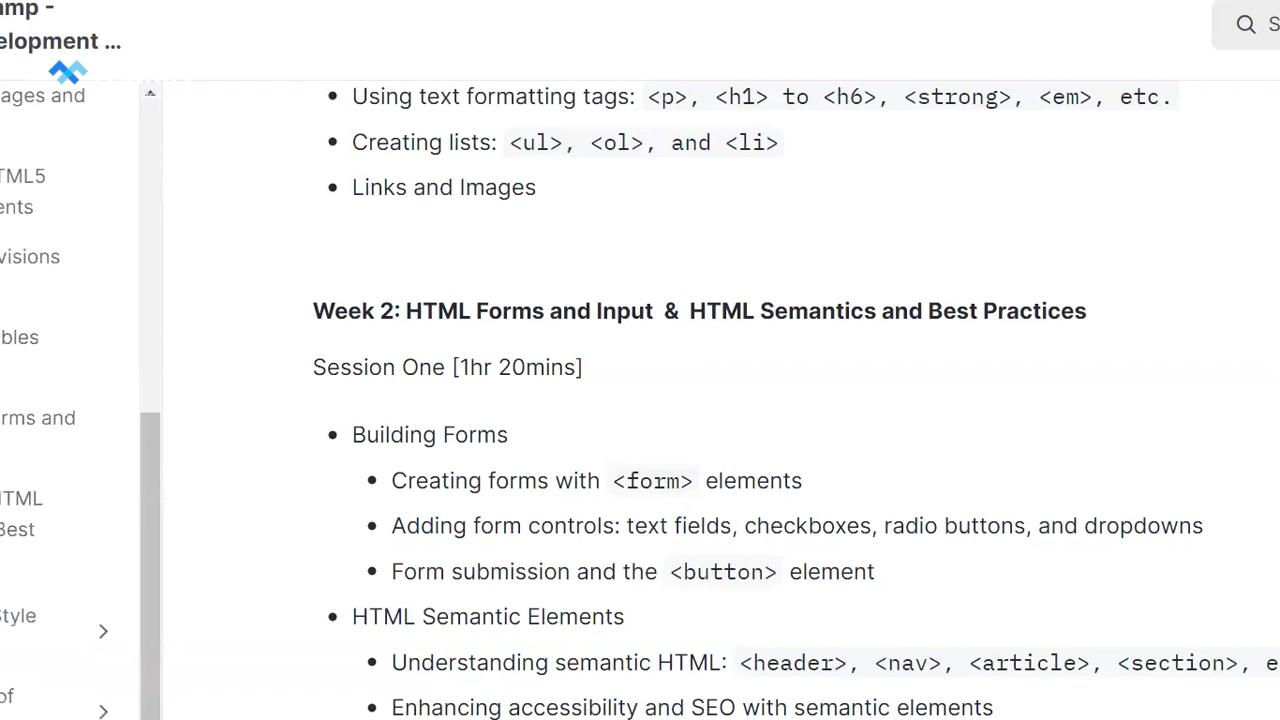 amp -
elopment ...
S
ages and
TML5
ents
visions
bles
rms and
HTML
Best
Style
of
• Using text formatting tags: <p>, <h1> to <h6>, <strong>, <em>, etc.
• Creating lists: <ul>, <ol>, and <li>
• Links and Images
Week 2: HTML Forms and Input & HTML Semantics and Best Practices
Session One [1hr 20mins]
• Building Forms
• Creating forms with <form> elements
• Adding form controls: text fields, checkboxes, radio buttons, and dropdowns
• Form submission and the <button> element
• HTML Semantic Elements
• Understanding semantic HTML: <header>, <nav>, <article>, <section>, e
• Enhancing accessibility and SEO with semantic elements